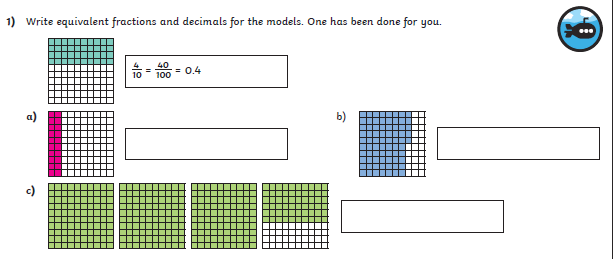 1) Write equivalent fractions and decimals for the models. One has been done for you.
4/10 = 40/100 = 0.4
a)
b)
c)